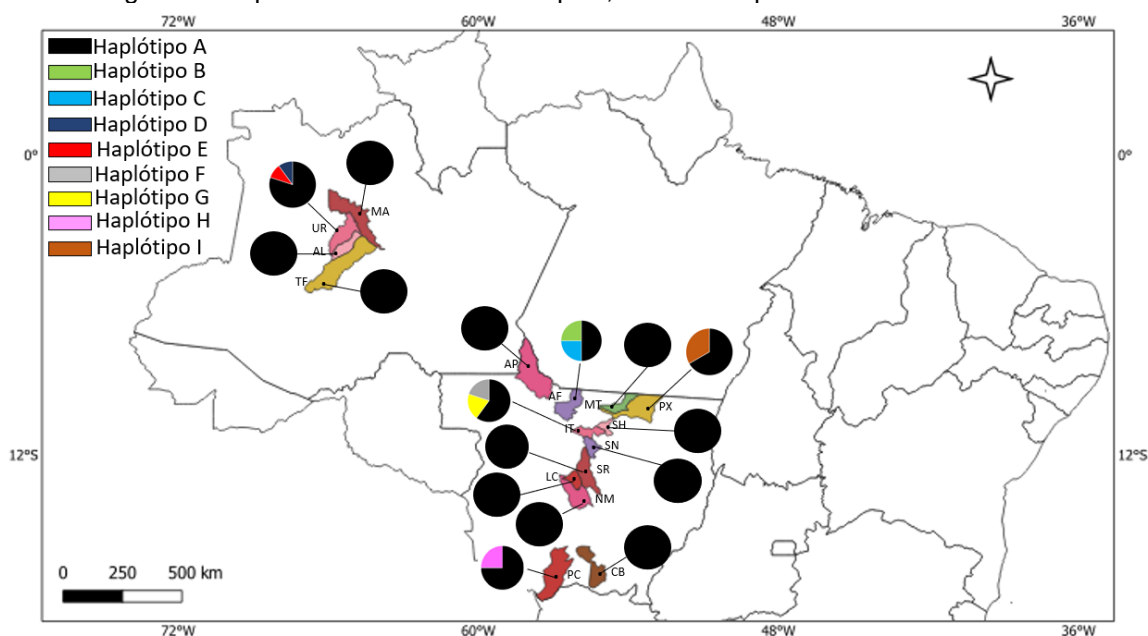 72°W 60°W 48°W 36°W
Haplótipo A
Haplótipo B
Haplótipo C
Haplótipo D
Haplótipo E
Haplótipo F
Haplótipo G
Haplótipo H
Haplótipo I
0° 0°
MA
UR
AL
TF
AP
AF
MT
PX
IT
SH
SN
12°S 12°S
SR
LC
NM
PC
CB
0 250 500 km
72°W 60°W 48°W 36°W